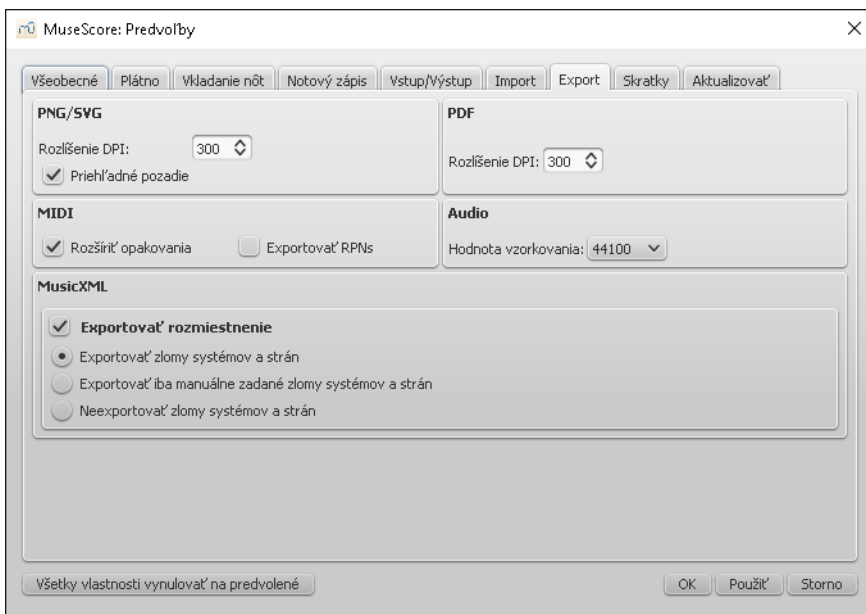 MuseScore: Predvoľby
Všeobecné Plátno Vkladanie nôt Notový zápis Vstup/Výstup Import Export Skratky Aktualizovať
PNG/SVG
Rozlíšenie DPI: 300
Priehľadné pozadie
PDF
Rozlíšenie DPI: 300
MIDI
Rozšíriť opakovania Exportovať RPNs
Audio
Hodnota vzorkovania: 44100
MusicXML
Exportovať rozmiestnenie
Exportovať zlomy systémov a strán
Exportovať iba manuálne zadané zlomy systémov a strán
Neexportovať zlomy systémov a strán
Všetky vlastnosti vynulovať na predvolené OK Použiť Storno